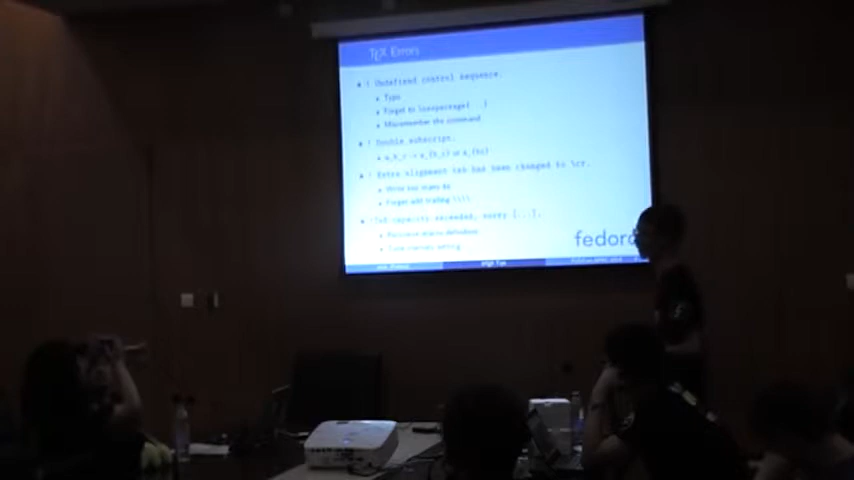 TEX Errors
! Undefined control sequence.
Typo
Forget to \usepackage{...}
Misremember the command
! Double subscript.
a_b_c -> a_{b_c} or a_{bc}
! Extra alignment tab has been changed to \cr.
Write too many &s
Forget add trailing \\\\
!TeX capacity exceeded, sorry [...].
Recursive macro definition
fedora